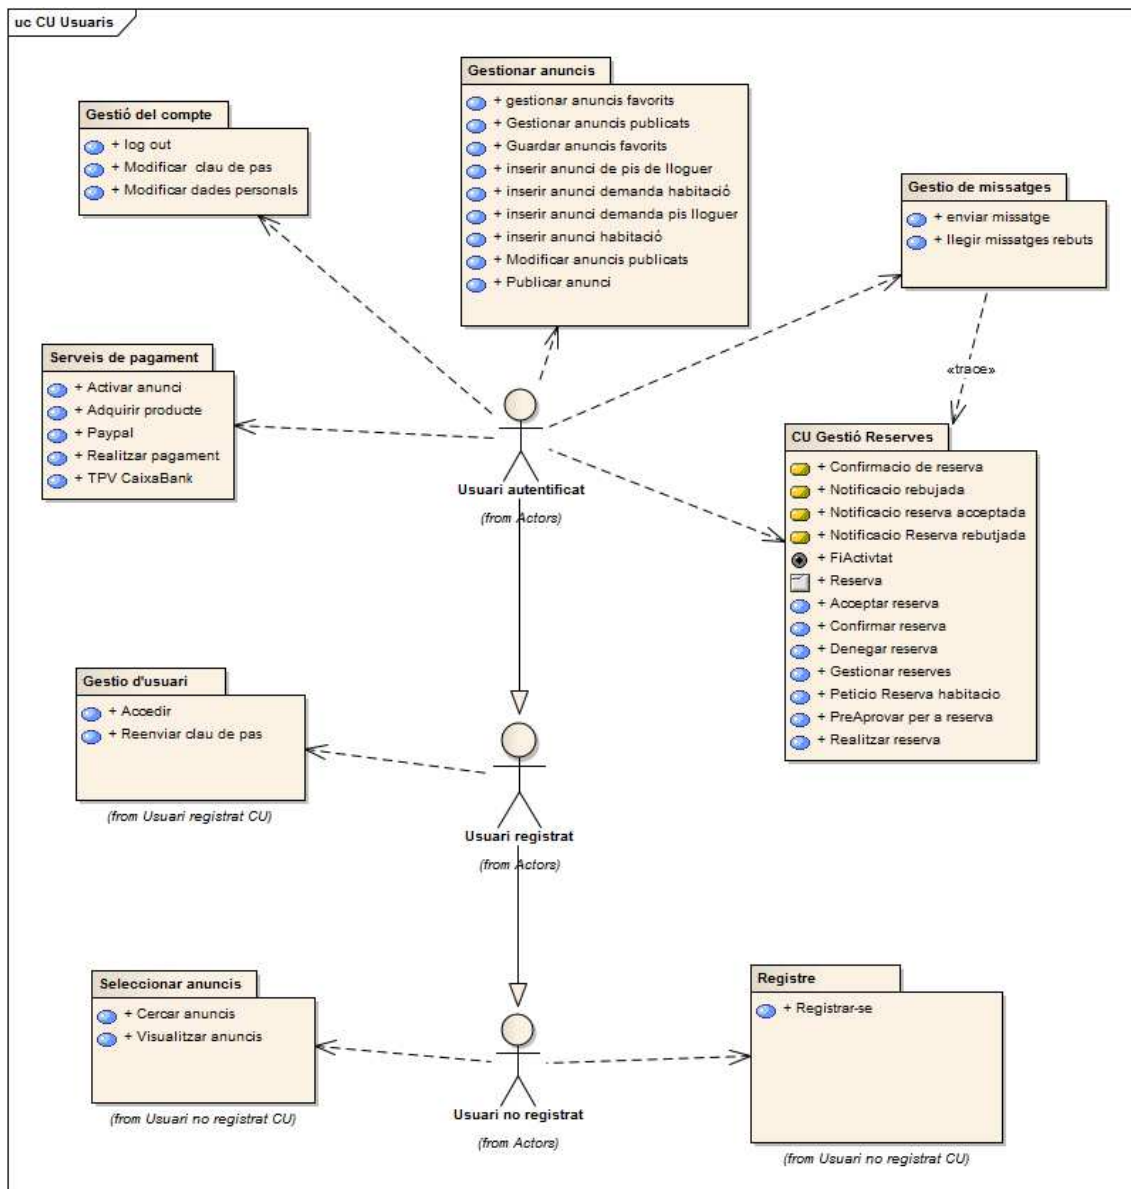 uc CU Usuaris
Gestionar anuncis
+ gestionar anuncis favorits
+ Gestionar anuncis publicats
+ Guardar anuncis favorits
+ inserir anunci de pis de lloguer
+ inserir anunci demanda habitació
+ inserir anunci demanda pis lloguer
+ inserir anunci habitació
+ Modificar anuncis publicats
+ Publicar anunci
Gestió del compte
+ log out
+ Modificar clau de pas
+ Modificar dades personals
Gestio de missatges
+ enviar missatge
+ llegir missatges rebuts
«trace»
Serveis de pagament
+ Activar anunci
+ Adquirir producte
+ Paypal
+ Realitzar pagament
+ TPV CaixaBank
Usuari autentificat
(from Actors)
CU Gestió Reserves
+ Confirmacio de reserva
+ Notificacio rebujada
+ Notificacio reserva acceptada
+ Notificacio Reserva rebutjada
+ FiActivtat
+ Reserva
+ Acceptar reserva
+ Confirmar reserva
+ Denegar reserva
+ Gestionar reserves
+ Peticio Reserva habitacio
+ PreAprovar per a reserva
+ Realitzar reserva
Gestio d'usuari
+ Accedir
+ Reenviar clau de pas
(from Usuari registrat CU)
Usuari registrat
(from Actors)
Seleccionar anuncis
+ Cercar anuncis
+ Visualitzar anuncis
(from Usuari no registrat CU)
Usuari no registrat
(from Actors)
Registre
+ Registrar-se
(from Usuari no registrat CU)